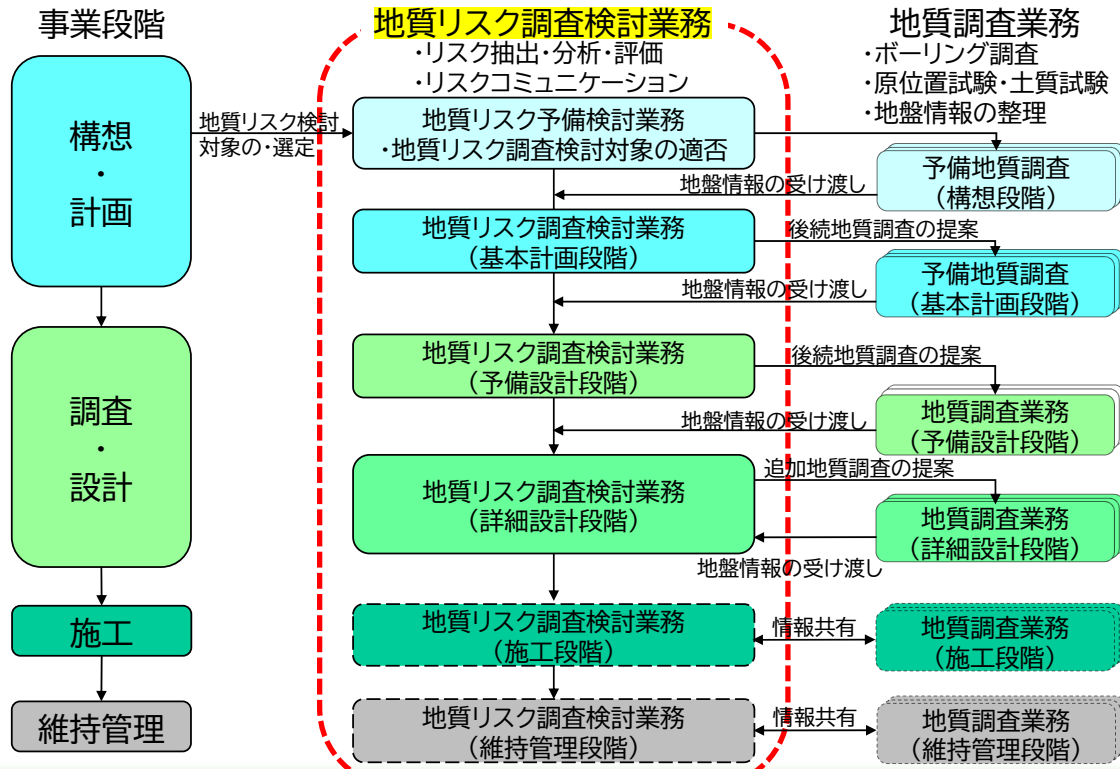 事業段階
地質リスク調査検討業務
・リスク抽出・分析・評価
・リスクコミュニケーション
地質調査業務
・ボーリング調査
・原位置試験・土質試験
・地盤情報の整理
構想
・
計画
地質リスク検討
対象の・選定
地質リスク予備検討業務
・地質リスク調査検討対象の適否
予備地質調査
(構想段階)
地盤情報の受け渡し
地質リスク調査検討業務
(基本計画段階)
後続地質調査の提案
予備地質調査
(基本計画段階)
地盤情報の受け渡し
調査
・
設計
地質リスク調査検討業務
(予備設計段階)
後続地質調査の提案
地質調査業務
(予備設計段階)
地盤情報の受け渡し
地質リスク調査検討業務
(詳細設計段階)
追加地質調査の提案
地質調査業務
(詳細設計段階)
地盤情報の受け渡し
施工
地質リスク調査検討業務
(施工段階)
情報共有
地質調査業務
(施工段階)
維持管理
地質リスク調査検討業務
(維持管理段階)
情報共有
地質調査業務
(維持管理段階)